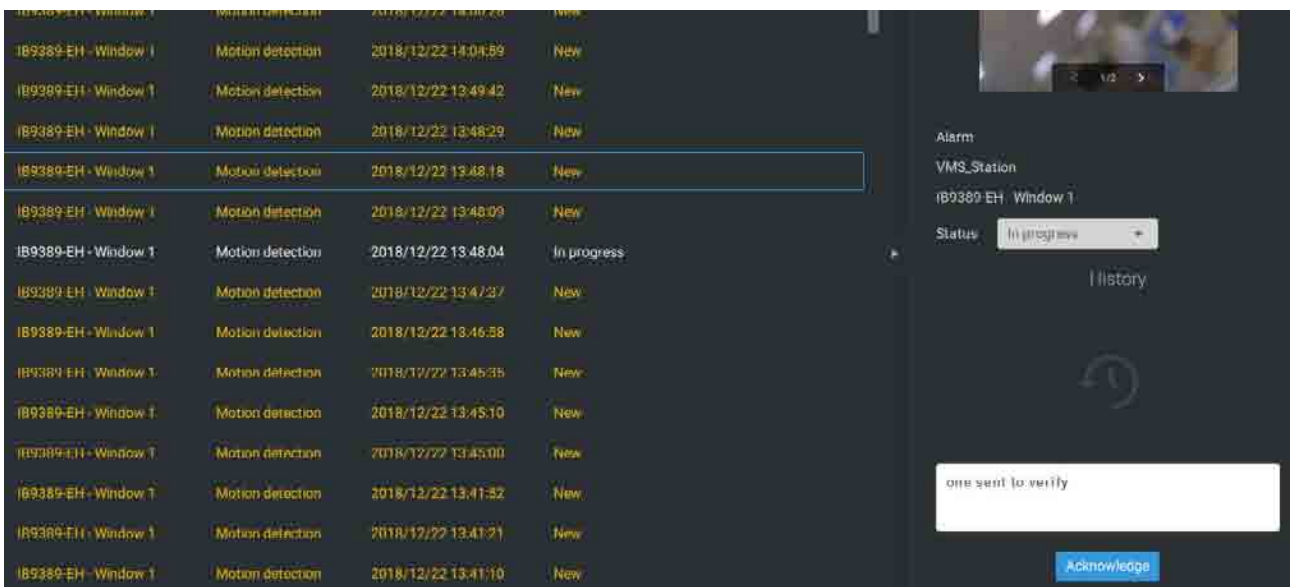 IB9389-EH - Window 1 Motion detection New
IB9389-EH - Window 1 Motion detection 2018/12/22 14:04:59 New
IB9389-EH - Window 1 Motion detection 2018/12/22 13:49:42 New
IB9389-EH - Window 1 Motion detection 2018/12/22 13:48:29 New
IB9389-EH - Window 1 Motion detection 2018/12/22 13:48:18 New
IB9389-EH - Window 1 Motion detection 2018/12/22 13:48:09 New
IB9389-EH - Window 1 Motion detection 2018/12/22 13:48:04 In progress
IB9389-EH - Window 1 Motion detection 2018/12/22 13:47:37 New
IB9389-EH - Window 1 Motion detection 2018/12/22 13:46:58 New
IB9389-EH - Window 1 Motion detection 2018/12/22 13:45:35 New
IB9389-EH - Window 1 Motion detection 2018/12/22 13:45:10 New
IB9389-EH - Window 1 Motion detection 2018/12/22 13:45:00 New
IB9389-EH - Window 1 Motion detection 2018/12/22 13:41:52 New
IB9389-EH - Window 1 Motion detection 2018/12/22 13:41:21 New
IB9389-EH - Window 1 Motion detection 2018/12/22 13:41:10 New
< 1/2 >
Alarm
VMS_Station
IB9389-EH - Window 1
Status In progress
History
one sent to verify
Acknowledge